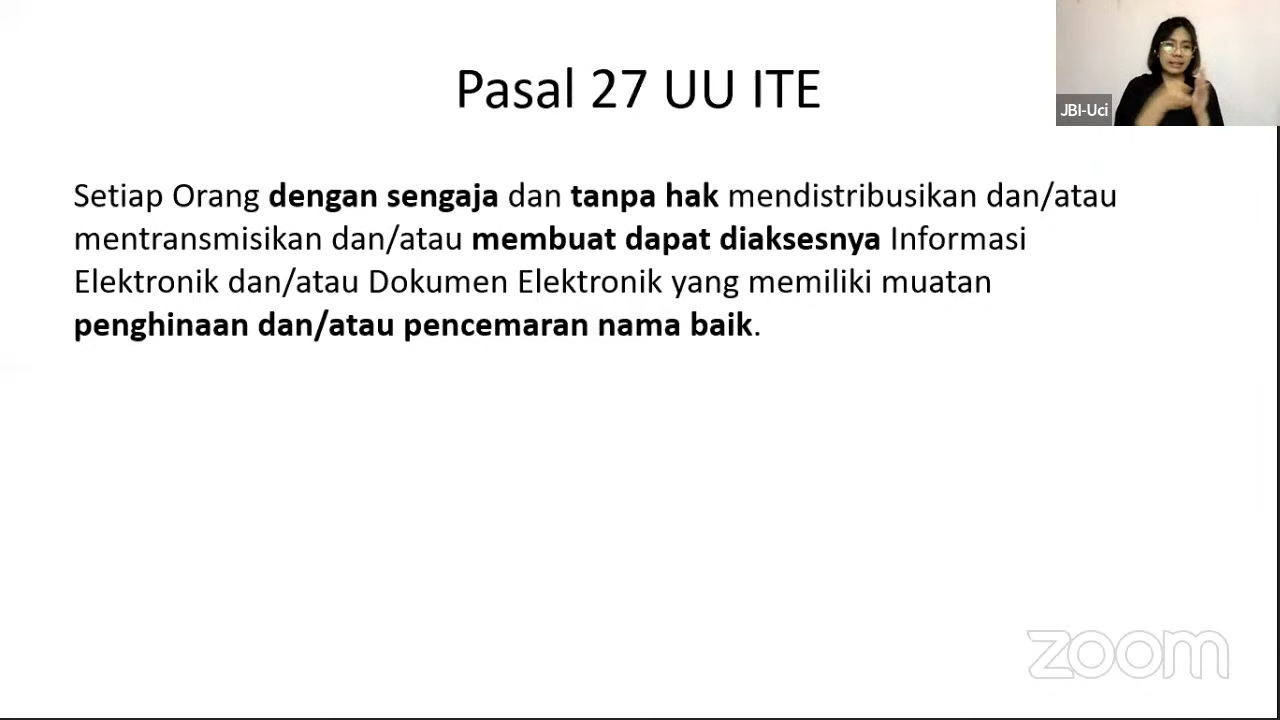 Pasal 27 UU ITE
JBI-Uci
Setiap Orang dengan sengaja dan tanpa hak mendistribusikan dan/atau
mentransmisikan dan/atau membuat dapat diaksesnya Informasi
Elektronik dan/atau Dokumen Elektronik yang memiliki muatan
penghinaan dan/atau pencemaran nama baik.
zoom